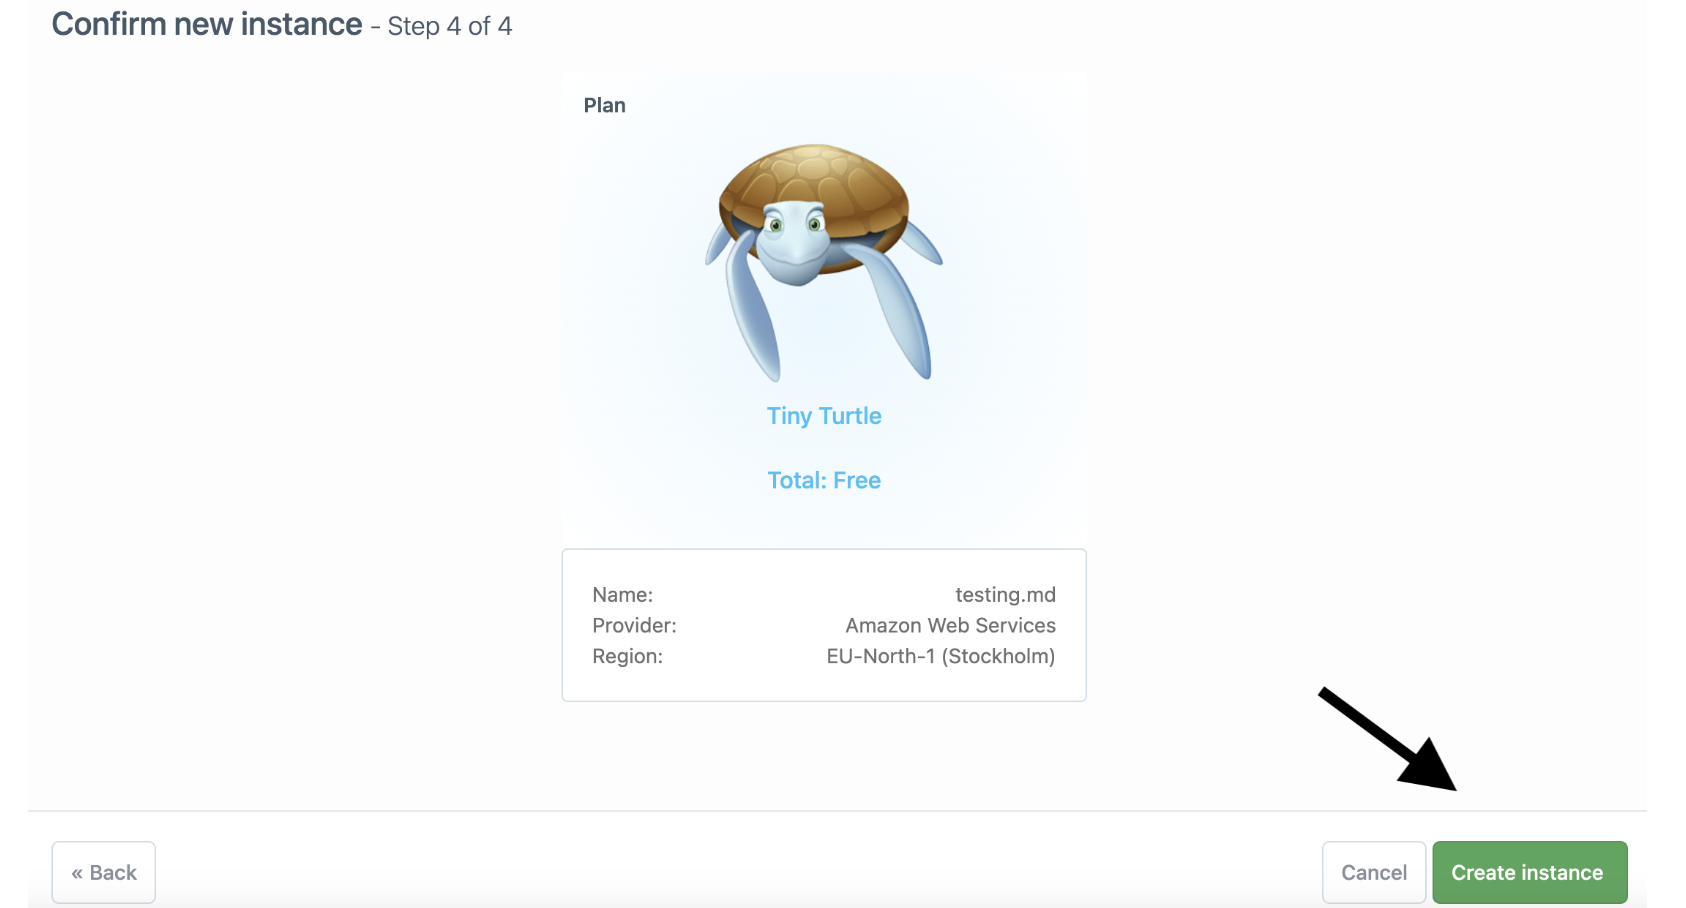 Confirm new instance - Step 4 of 4
Plan
Tiny Turtle
Total: Free
Name: testing.md
Provider: Amazon Web Services
Region: EU-North-1 (Stockholm)
« Back Cancel Create instance